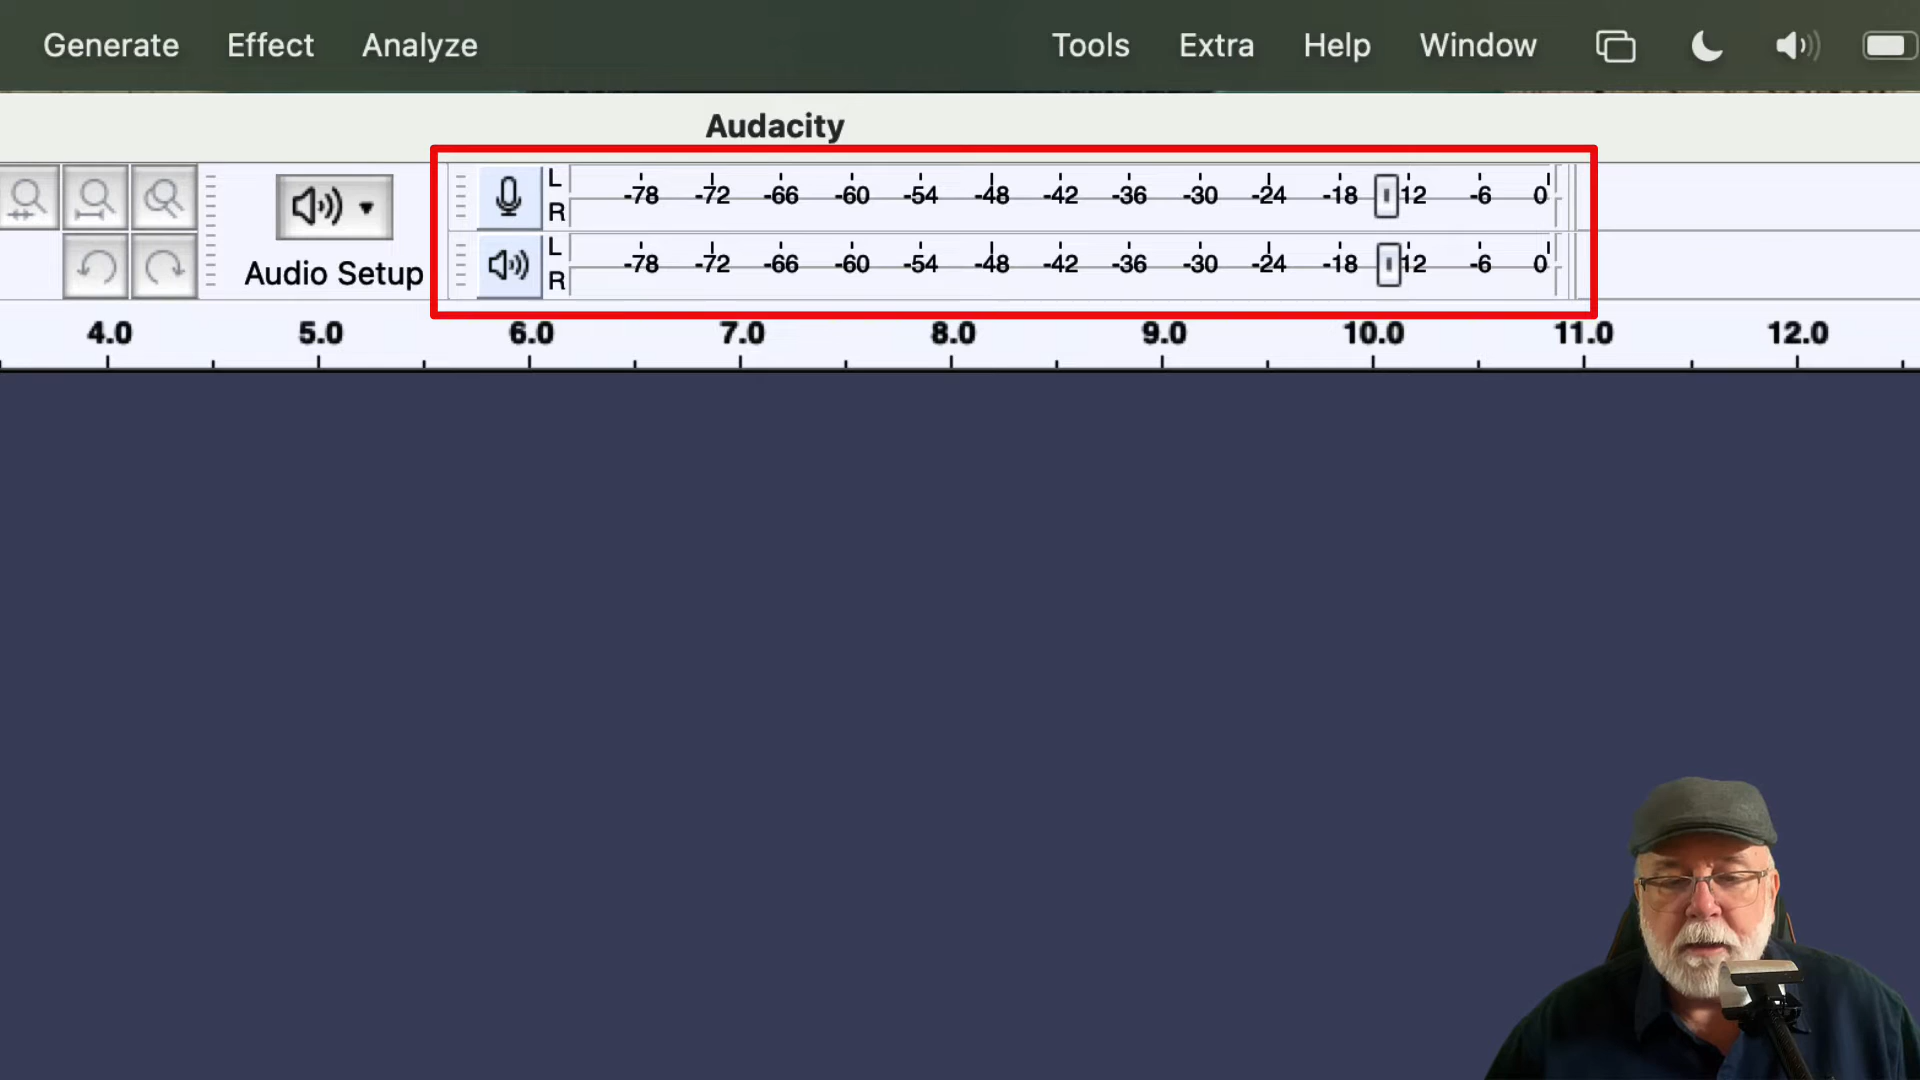 Generate Effect Analyze Tools Extra Help Window
Audacity
L
-78 -72 -66 -60 -54 -48 -42 -36 -30 -24 -18 12 -6 0
R
L
-78 -72 -66 -60 -54 -48 -42 -36 -30 -24 -18 12 -6 0
R
Audio Setup
4.0 5.0 6.0 7.0 8.0 9.0 10.0 11.0 12.0